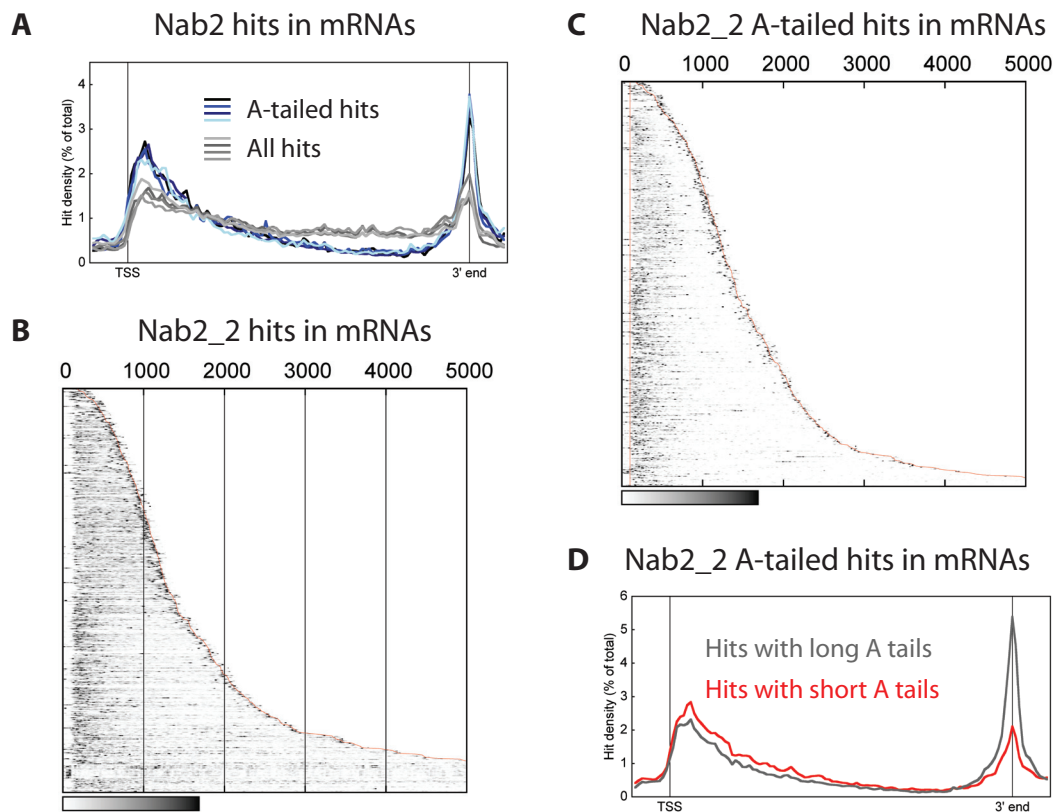 A Nab2 hits in mRNAs
Hit density (% of total)
4
3
2
1
0
A-tailed hits
All hits
TSS 3' end
B Nab2_2 hits in mRNAs
0 1000 2000 3000 4000 5000
C Nab2_2 A-tailed hits in mRNAs
0 1000 2000 3000 4000 5000
D Nab2_2 A-tailed hits in mRNAs
Hit density (% of total)
6
5
4
3
2
1
0
Hits with long A tails
Hits with short A tails
TSS 3' end